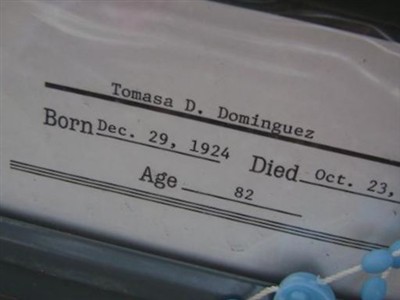 Tomasa D. Dominguez
Born Dec. 29, 1924 Died Oct. 23,
Age 82